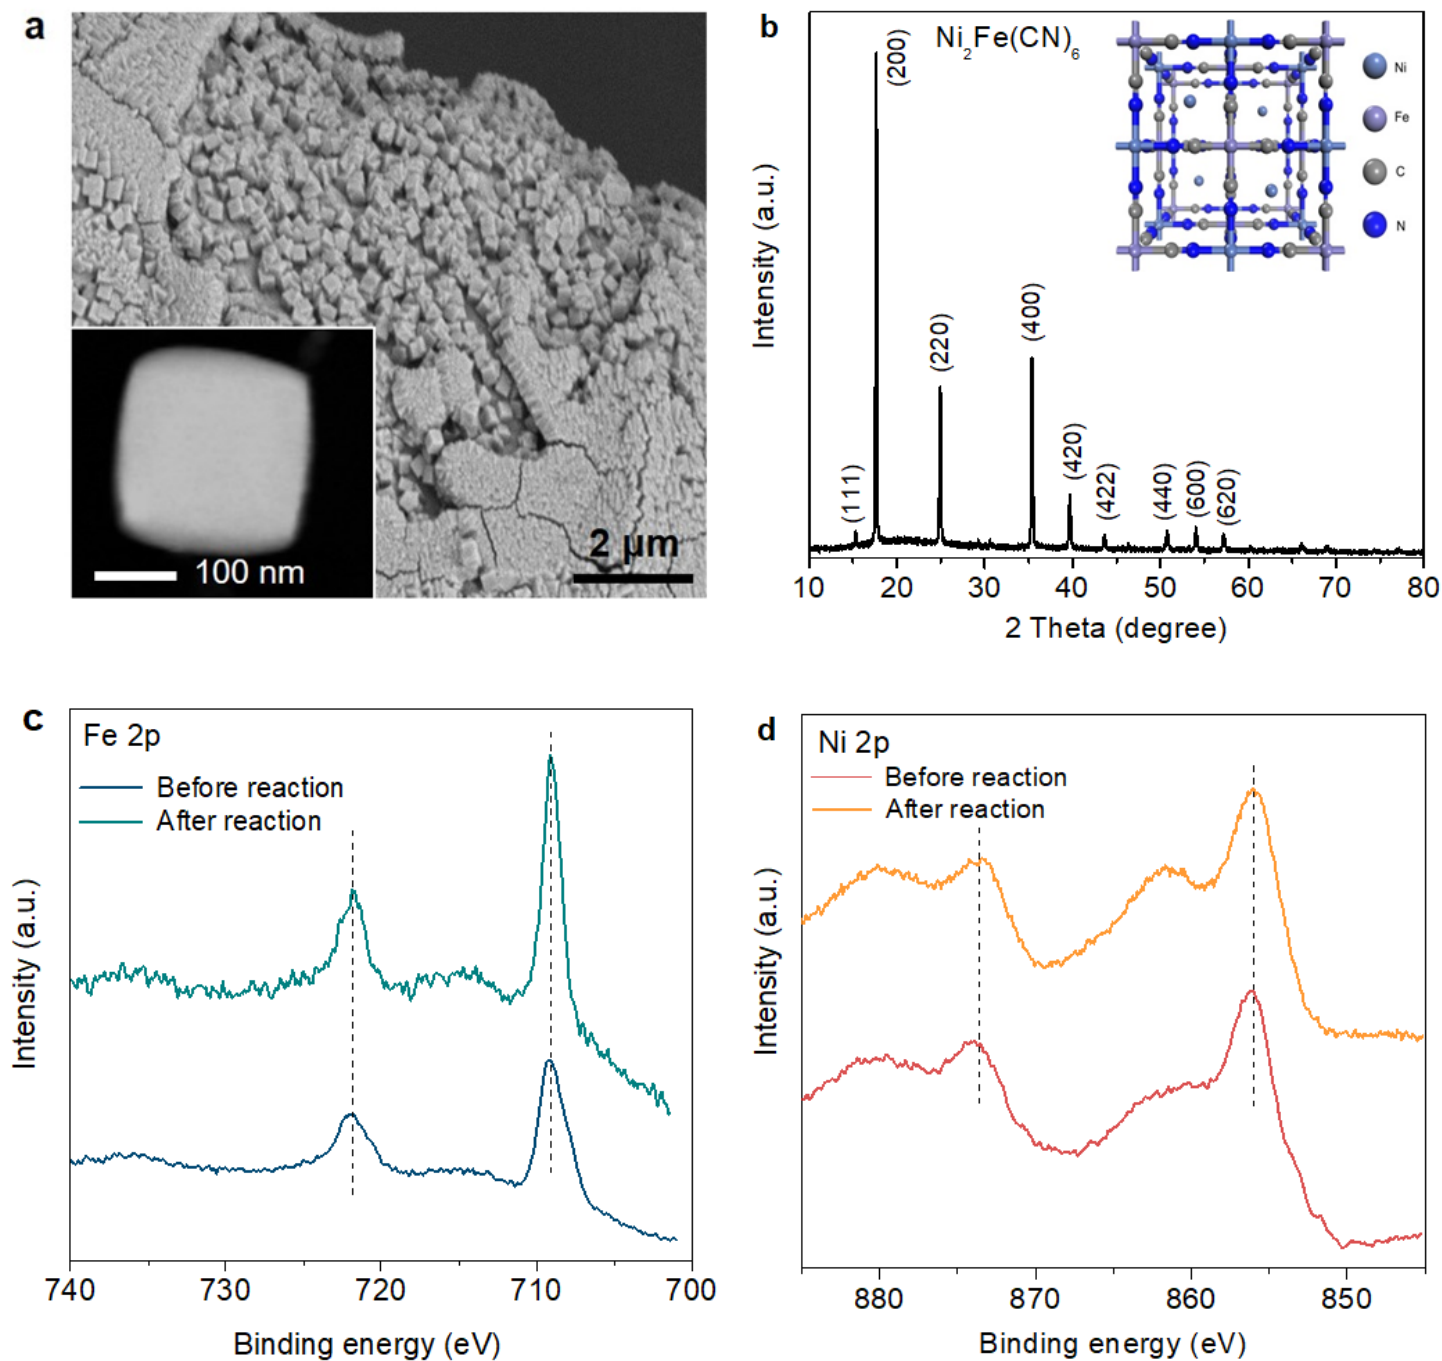 a
2 μm
100 nm
b
Ni2Fe(CN)6
Ni
Fe
C
N
(111)
(200)
(220)
(400)
(420)
(422)
(440)
(600)
(620)
Intensity (a.u.)
10 20 30 40 50 60 70 80
2 Theta (degree)
c
Fe 2p
Before reaction
After reaction
Intensity (a.u.)
740 730 720 710 700
Binding energy (eV)
d
Ni 2p
Before reaction
After reaction
Intensity (a.u.)
880 870 860 850
Binding energy (eV)